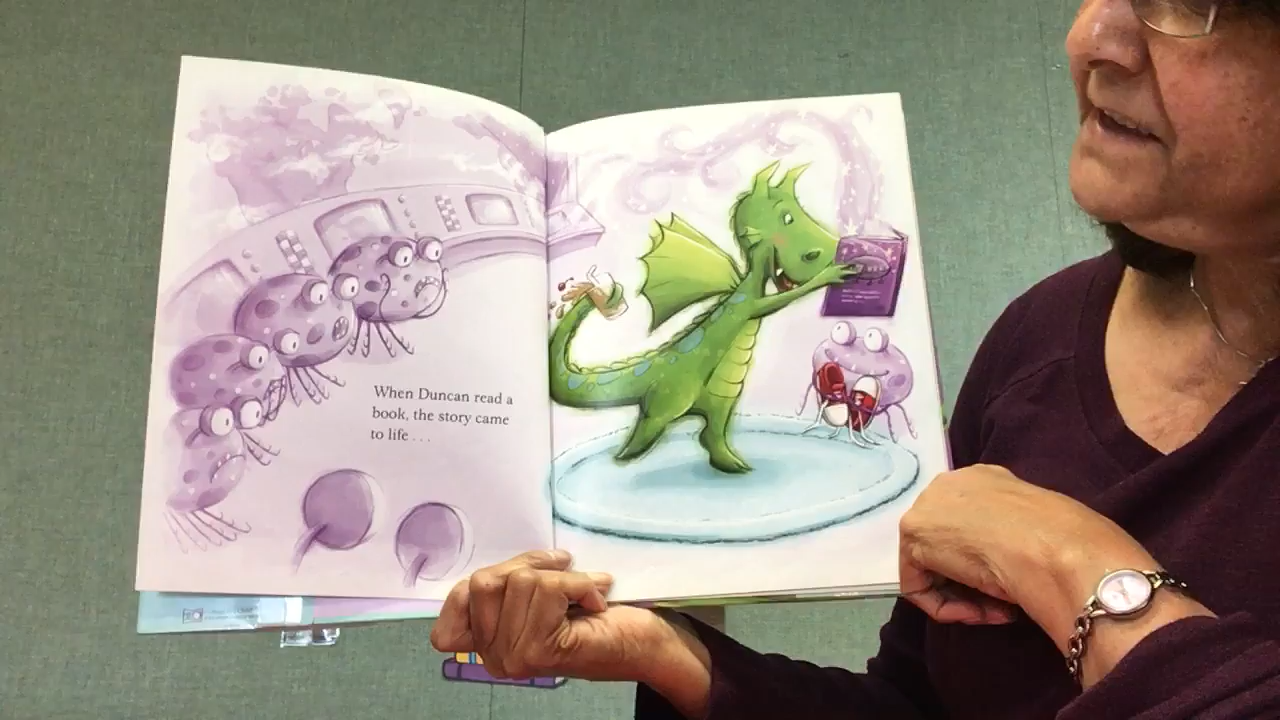 When Duncan read a
book, the story came
to life . . .